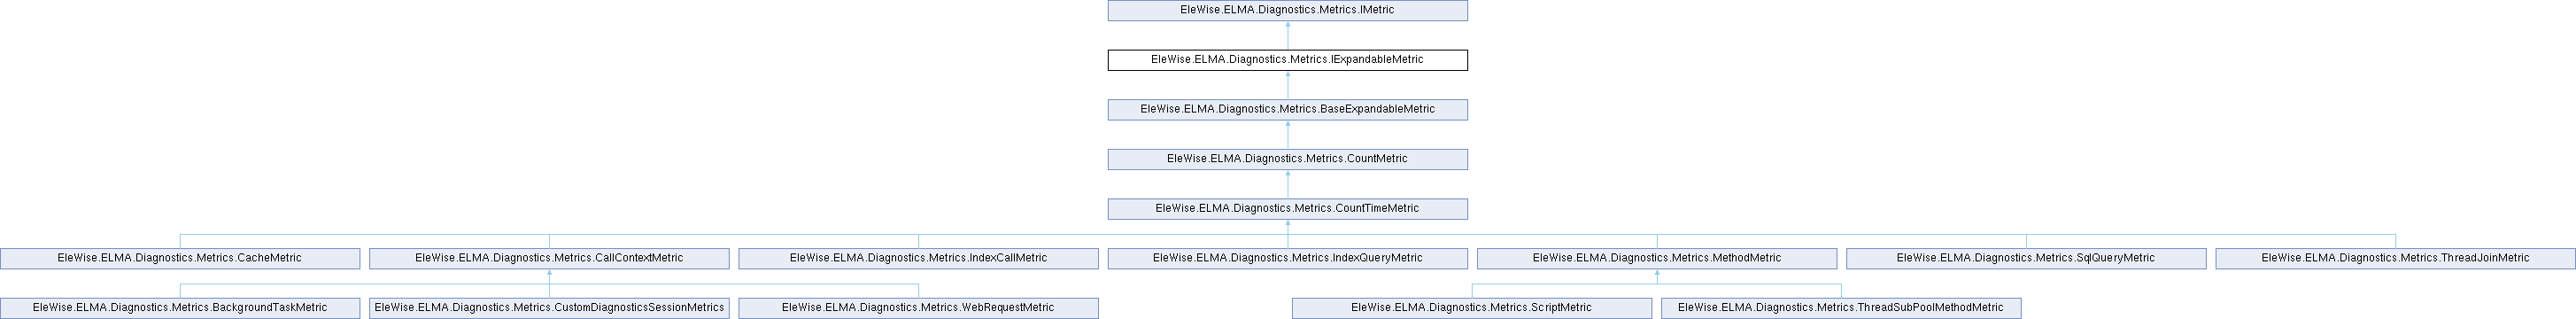 EleWise.ELMA.Diagnostics.Metrics.IMetric
EleWise.ELMA.Diagnostics.Metrics.IExpandableMetric
EleWise.ELMA.Diagnostics.Metrics.BaseExpandableMetric
EleWise.ELMA.Diagnostics.Metrics.CountMetric
EleWise.ELMA.Diagnostics.Metrics.CountTimeMetric
EleWise.ELMA.Diagnostics.Metrics.CacheMetric
EleWise.ELMA.Diagnostics.Metrics.CallContextMetric
EleWise.ELMA.Diagnostics.Metrics.IndexCallMetric
EleWise.ELMA.Diagnostics.Metrics.IndexQueryMetric
EleWise.ELMA.Diagnostics.Metrics.MethodMetric
EleWise.ELMA.Diagnostics.Metrics.SqlQueryMetric
EleWise.ELMA.Diagnostics.Metrics.ThreadJoinMetric
EleWise.ELMA.Diagnostics.Metrics.BackgroundTaskMetric
EleWise.ELMA.Diagnostics.Metrics.CustomDiagnosticsSessionMetrics
EleWise.ELMA.Diagnostics.Metrics.WebRequestMetric
EleWise.ELMA.Diagnostics.Metrics.ScriptMetric
EleWise.ELMA.Diagnostics.Metrics.ThreadSubPoolMethodMetric